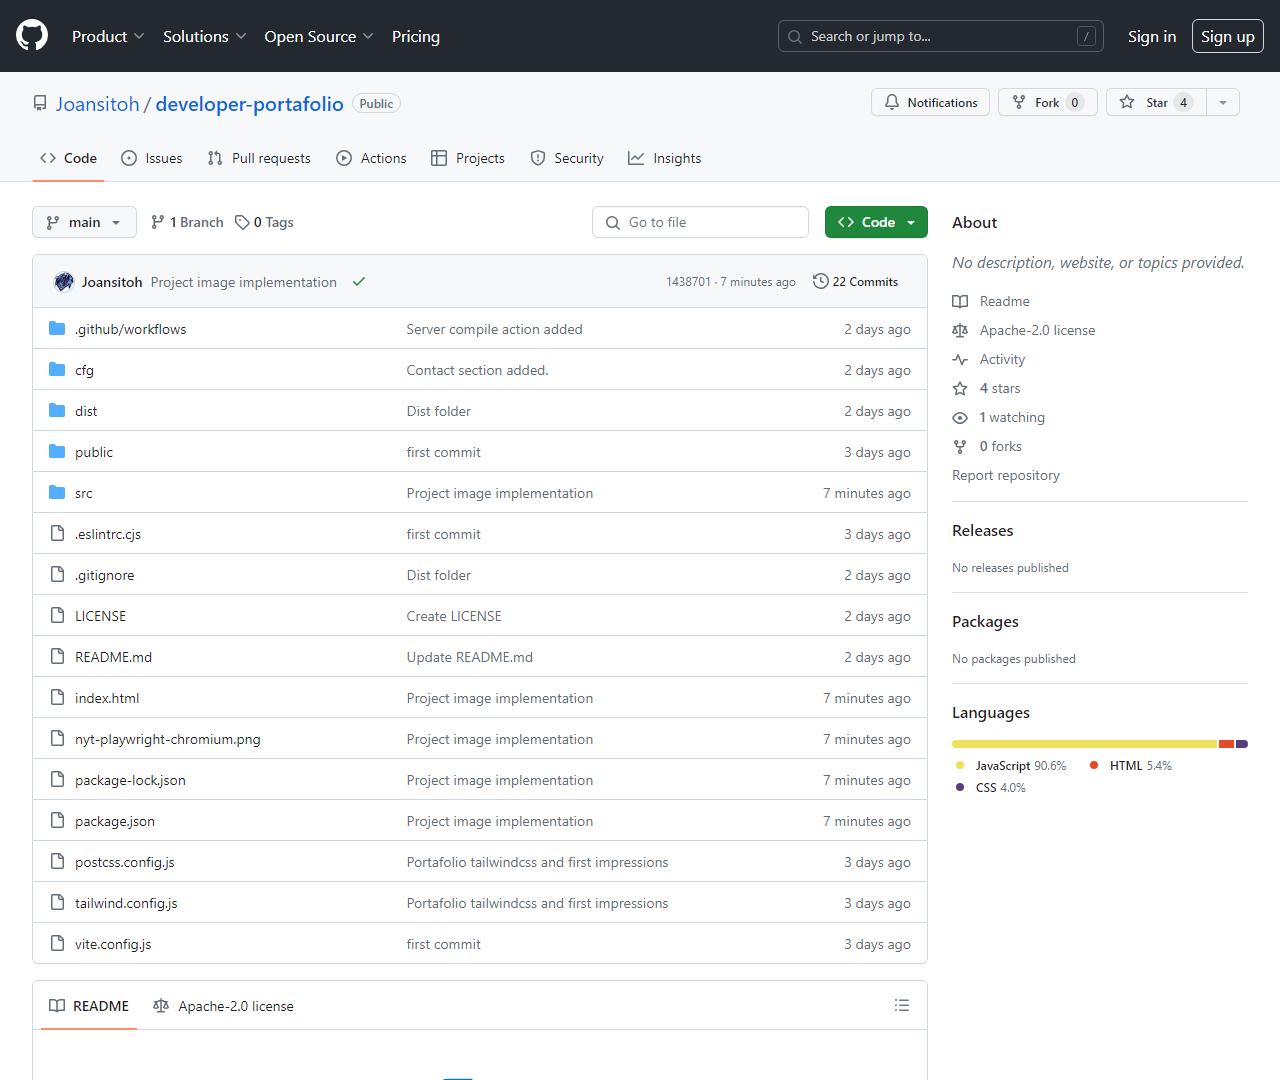 Product Solutions Open Source Pricing Search or jump to... / Sign in Sign up
Joansitoh / developer-portafolio Public Notifications Fork 0 Star 4
Code Issues Pull requests Actions Projects Security Insights
main 1 Branch 0 Tags Go to file Code
Joansitoh Project image implementation 1438701 · 7 minutes ago 22 Commits
.github/workflows Server compile action added 2 days ago
cfg Contact section added. 2 days ago
dist Dist folder 2 days ago
public first commit 3 days ago
src Project image implementation 7 minutes ago
.eslintrc.cjs first commit 3 days ago
.gitignore Dist folder 2 days ago
LICENSE Create LICENSE 2 days ago
README.md Update README.md 2 days ago
index.html Project image implementation 7 minutes ago
nyt-playwright-chromium.png Project image implementation 7 minutes ago
package-lock.json Project image implementation 7 minutes ago
package.json Project image implementation 7 minutes ago
postcss.config.js Portafolio tailwindcss and first impressions 3 days ago
tailwind.config.js Portafolio tailwindcss and first impressions 3 days ago
vite.config.js first commit 3 days ago
README Apache-2.0 license
About
No description, website, or topics provided.
Readme
Apache-2.0 license
Activity
4 stars
1 watching
0 forks
Report repository
Releases
No releases published
Packages
No packages published
Languages
JavaScript 90.6% HTML 5.4%
CSS 4.0%